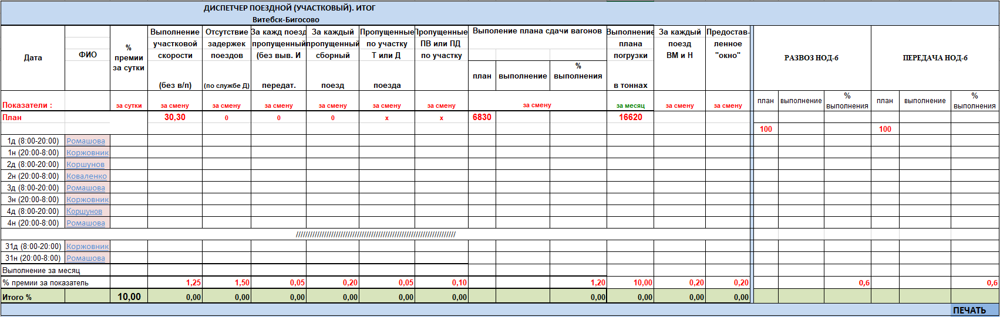 ДИСПЕТЧЕР ПОЕЗДНОЙ (УЧАСТКОВЫЙ). ИТОГ
Витебск-Бигосово
Дата
ФИО
% премии за сутки
Выполнение участковой скорости (без в/п)
Отсутствие задержек поездов (по службе Д)
За кажд поезд пропущенный (без выв. И передат.
За каждый пропущенный сборный поезд
Пропущенные по участку Т или Д поезда
Пропущенные ПВ или ПД по участку
Выполение плана сдачи вагонов
план выполнение % выполнения
Выполнение плана погрузки в тоннах
За каждый поезд ВМ и Н
Предостав-ленное "окно"
РАЗВОЗ НОД-6
ПЕРЕДАЧА НОД-6
план выполнение % выполнения план выполнение % выполнения
Показатели : за сутки за смену за смену за смену за смену за смену за смену за смену за месяц за смену за смену
План 30,30 0 0 0 х х 6830 16620
100 100
1д (8:00-20:00) Ромашова
1н (20:00-8:00) Коржовник
2д (8:00-20:00) Коршунов
2н (20:00-8:00) Коваленко
3д (8:00-20:00) Ромашова
3н (20:00-8:00) Коржовник
4д (8:00-20:00) Коршунов
4н (20:00-8:00) Ромашова
////////////////////////////////////////////////////////////////////
31д (8:00-20:00) Коржовник
31н (20:00-8:00) Ромашова
Выполнение за месяц
% премии за показатель 1,25 1,50 0,05 0,20 0,05 0,10 1,20 10,00 0,20 0,20 0,6 0,6
Итого % 10,00 0,00 0,00 0,00 0,00 0,00 0,00 0,00 0,00 0,00 0,00
ПЕЧАТЬ